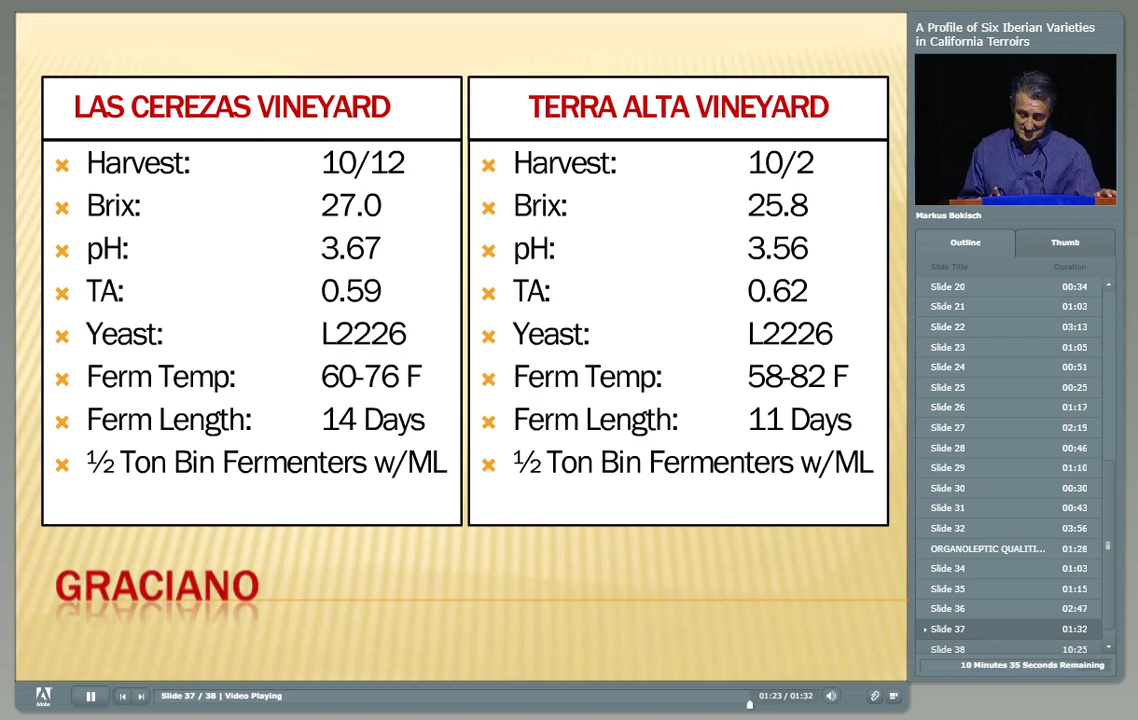 LAS CEREZAS VINEYARD
Harvest: 10/12
Brix: 27.0
pH: 3.67
TA: 0.59
Yeast: L2226
Ferm Temp: 60-76 F
Ferm Length: 14 Days
½ Ton Bin Fermenters w/ML
TERRA ALTA VINEYARD
Harvest: 10/2
Brix: 25.8
pH: 3.56
TA: 0.62
Yeast: L2226
Ferm Temp: 58-82 F
Ferm Length: 11 Days
½ Ton Bin Fermenters w/ML
GRACIANO
A Profile of Six Iberian Varieties
in California Terroirs
Markus Bokisch
Outline Thumb
Slide Title Duration
Slide 20 00:34
Slide 21 01:03
Slide 22 03:13
Slide 23 01:05
Slide 24 00:51
Slide 25 00:25
Slide 26 01:17
Slide 27 02:19
Slide 28 00:46
Slide 29 01:10
Slide 30 00:30
Slide 31 00:43
Slide 32 03:56
ORGANOLEPTIC QUALITI... 01:28
Slide 34 01:03
Slide 35 01:15
Slide 36 02:47
Slide 37 01:32
Slide 38 10:25
10 Minutes 35 Seconds Remaining
Adobe
Slide 37 / 38 | Video Playing
01:23 / 01:32